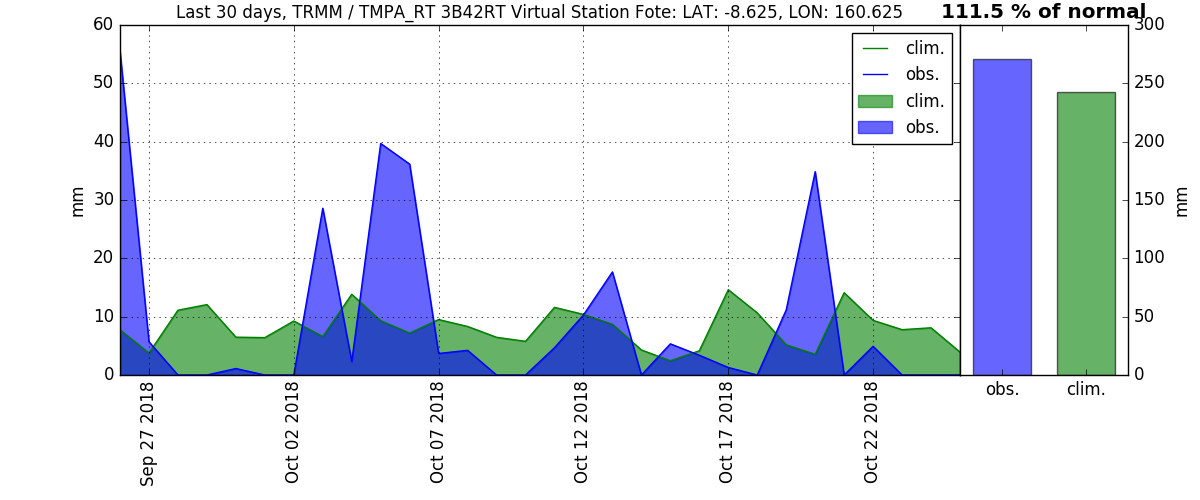 Last 30 days, TRMM / TMPA_RT 3B42RT Virtual Station Fote: LAT: -8.625, LON: 160.625
111.5 % of normal
60
50
40
30
20
10
0
mm
clim.
obs.
clim.
obs.
300
250
200
150
100
50
0
mm
Sep 27 2018
Oct 02 2018
Oct 07 2018
Oct 12 2018
Oct 17 2018
Oct 22 2018
obs.
clim.